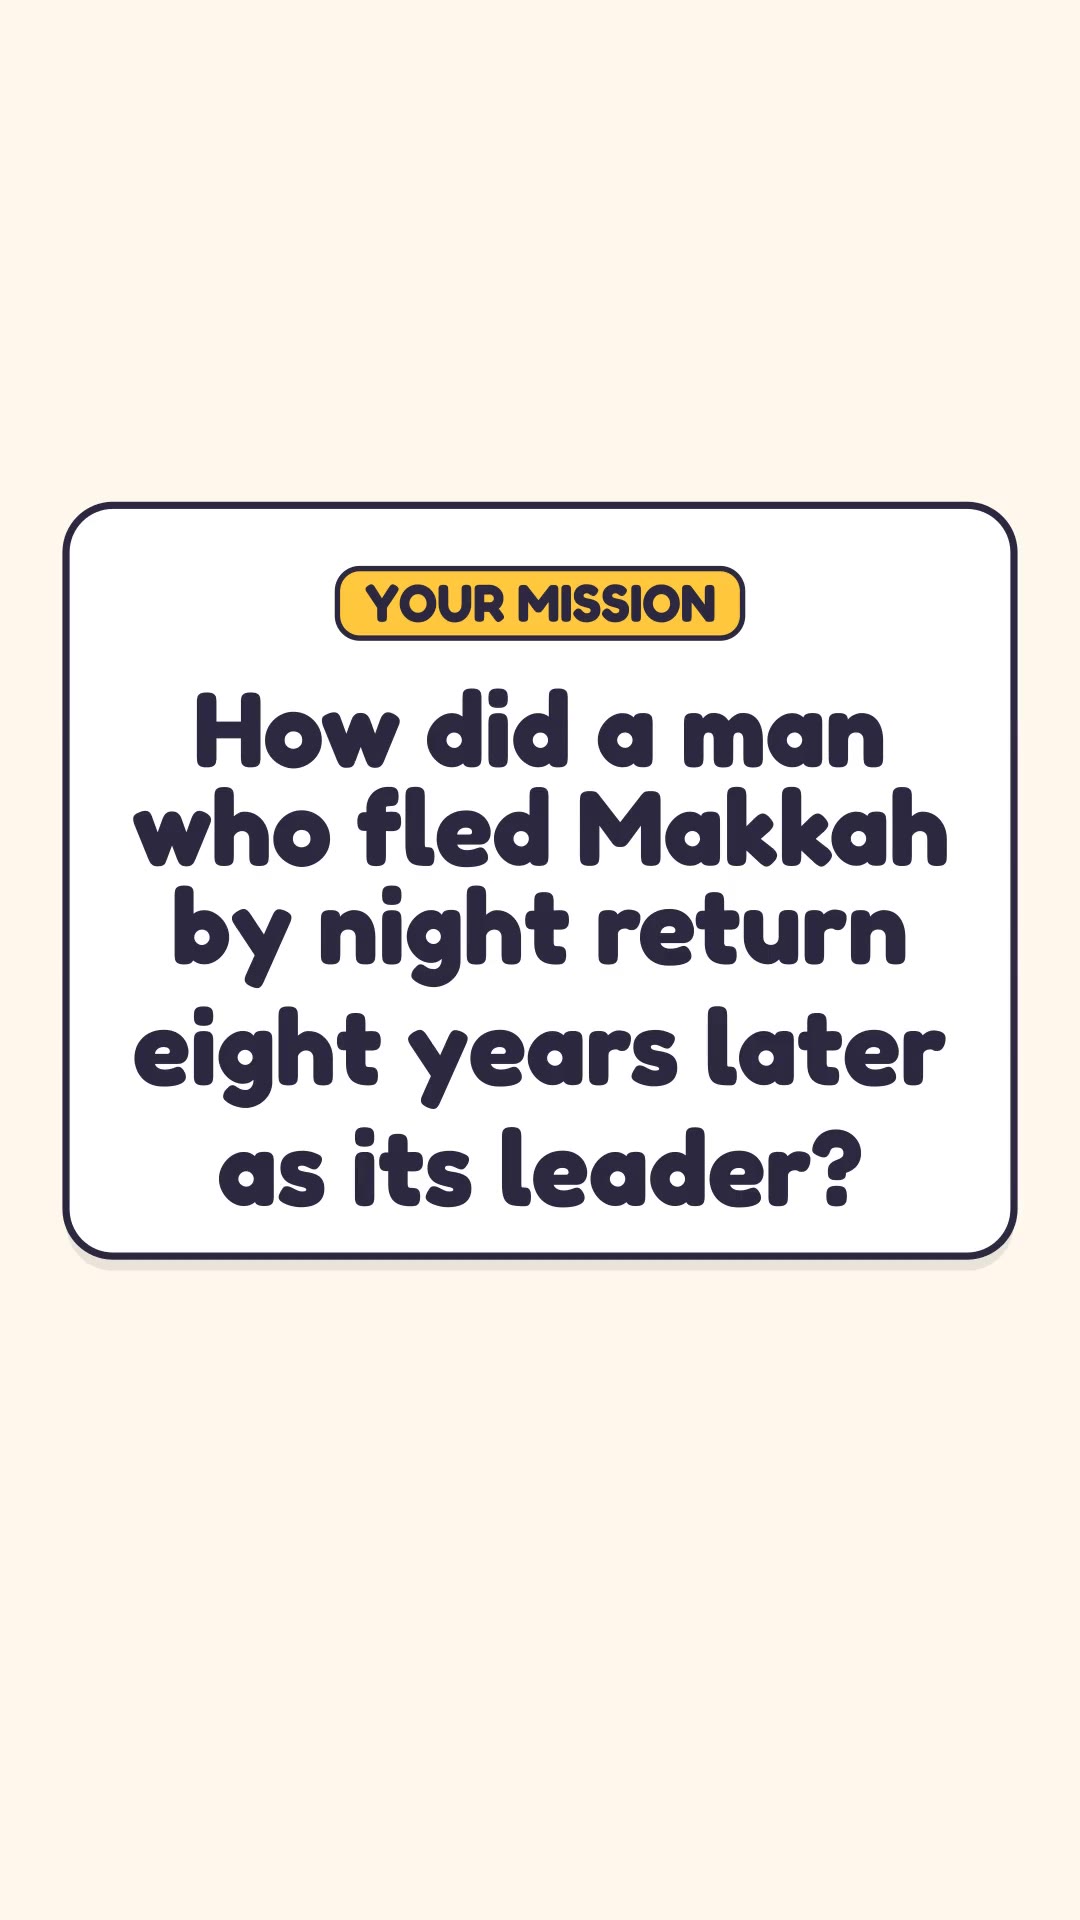 YOUR MISSION
How did a man
who fled Makkah
by night return
eight years later
as its leader?